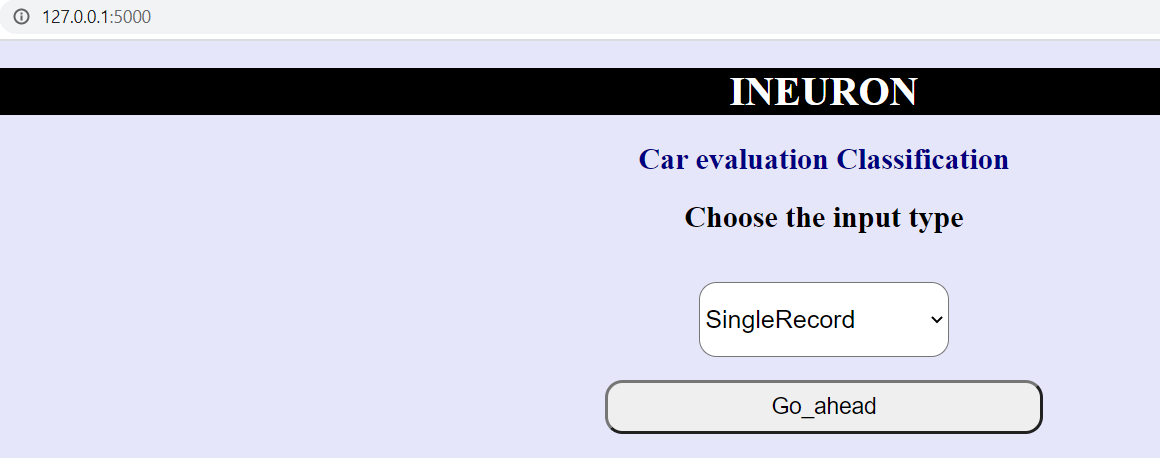 127.0.0.1:5000
INEURON
Car evaluation Classification
Choose the input type
SingleRecord
Go_ahead